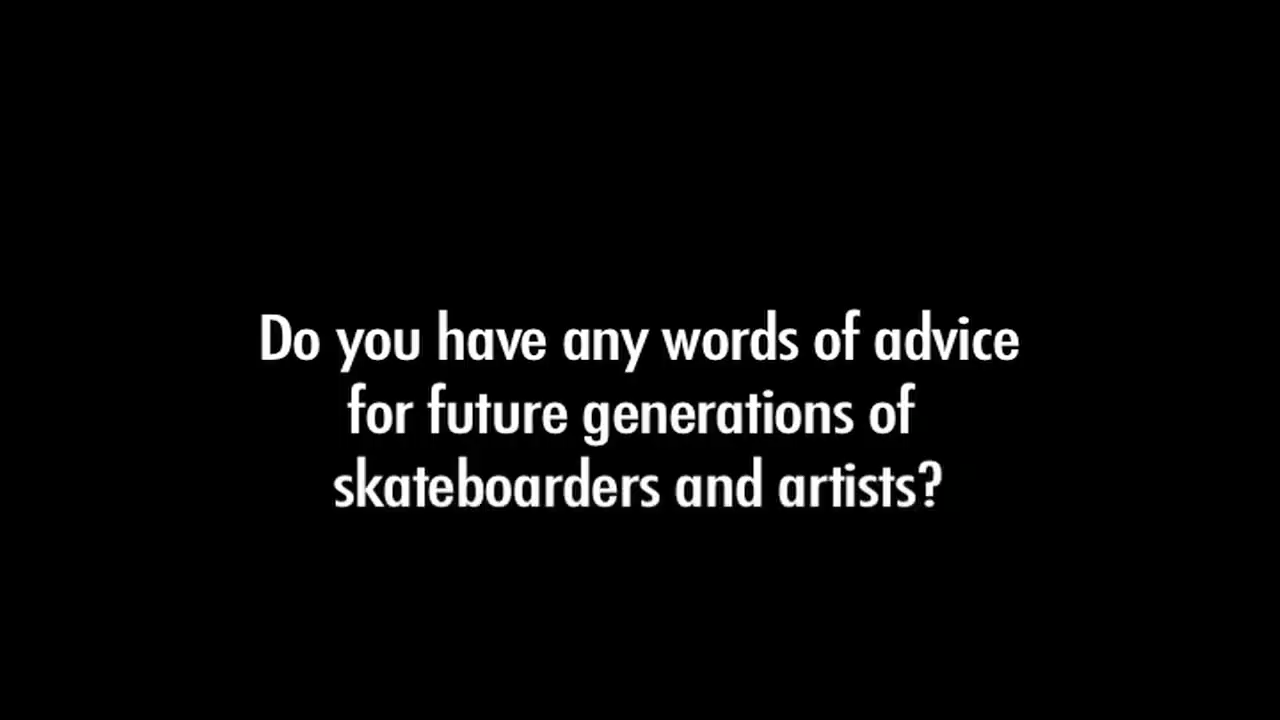 Do you have any words of advice
for future generations of
skateboarders and artists?